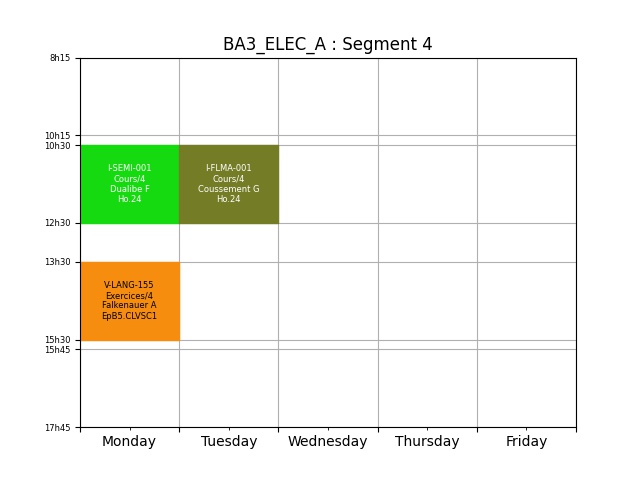 BA3_ELEC_A : Segment 4
8h15
10h15
10h30
I-SEMI-001
Cours/4
Dualibe F
Ho.24
I-FLMA-001
Cours/4
Coussement G
Ho.24
12h30
13h30
V-LANG-155
Exercices/4
Falkenauer A
EpB5.CLVSC1
15h30
15h45
17h45
Monday Tuesday Wednesday Thursday Friday